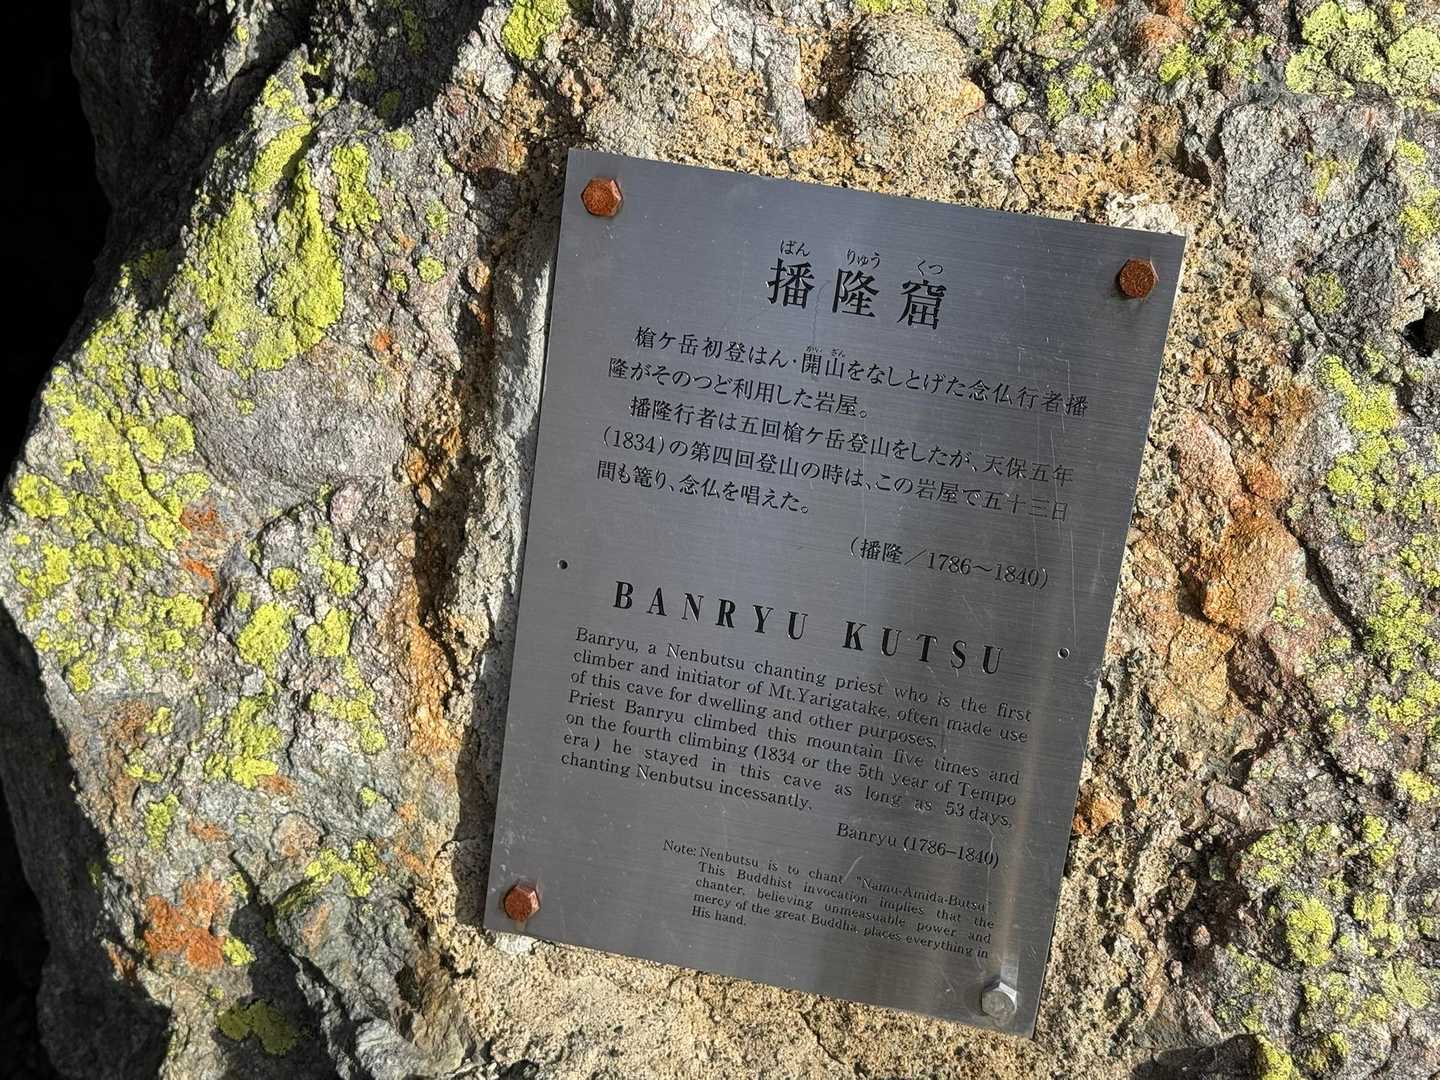 ばん りゅう くつ
播隆窟
かい ざん
槍ケ岳初登はん・開山をなしとげた念仏行者播
隆がそのつど利用した岩屋。
播隆行者は五回槍ケ岳登山をしたが、天保五年
(1834)の第四回登山の時は、この岩屋で五十三日
間も篭り、念仏を唱えた。
(播隆／1786～1840)
BANRYU KUTSU
Banryu, a Nenbutsu chanting priest who is the first
climber and initiator of Mt.Yarigatake, often made use
of this cave for dwelling and other purposes.
Priest Banryu climbed this mountain five times and
on the fourth climbing (1834 or the 5th year of Tempo
era) he stayed in this cave as long as 53 days,
chanting Nenbutsu incessantly.
Banryu (1786–1840)
Note: Nenbutsu is to chant "Namu-Amida-Butsu".
This Buddhist invocation implies that the
chanter, believing unmeasuable power and
mercy of the great Buddha, places everything in
His hand.